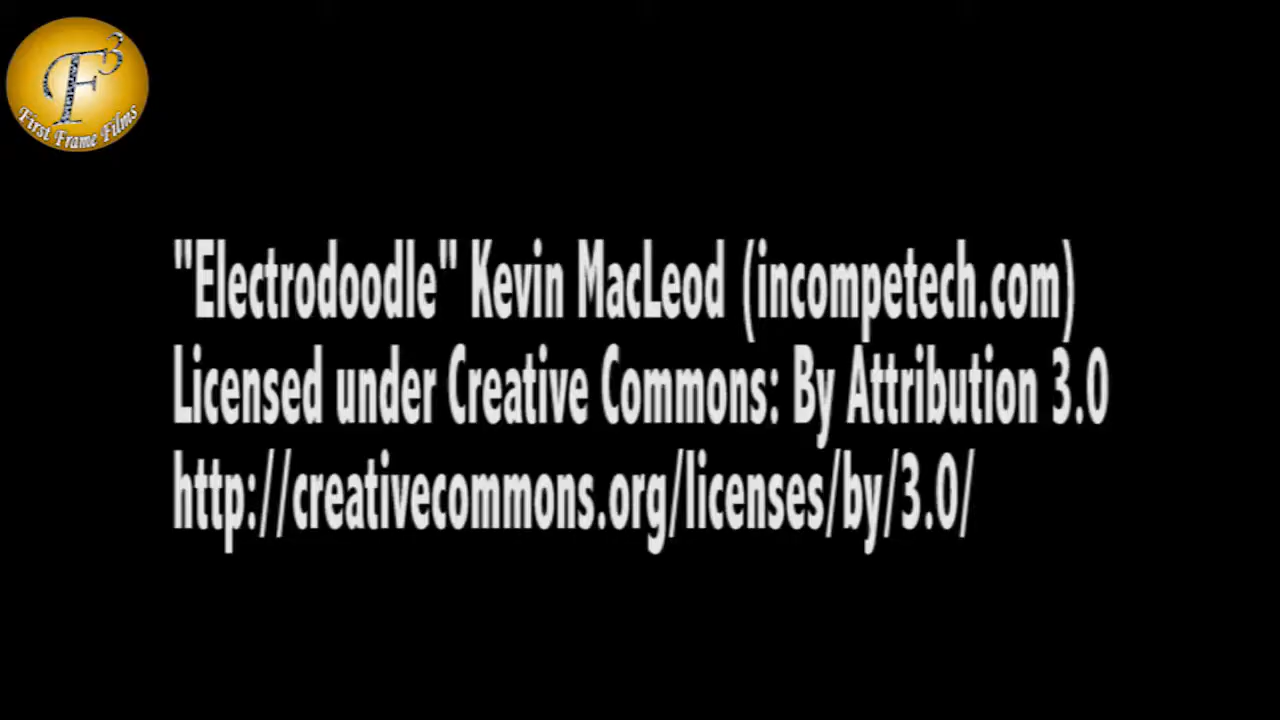 F3
First Frame Films
"Electrodoodle" Kevin MacLeod (incompetech.com)
Licensed under Creative Commons: By Attribution 3.0
http://creativecommons.org/licenses/by/3.0/